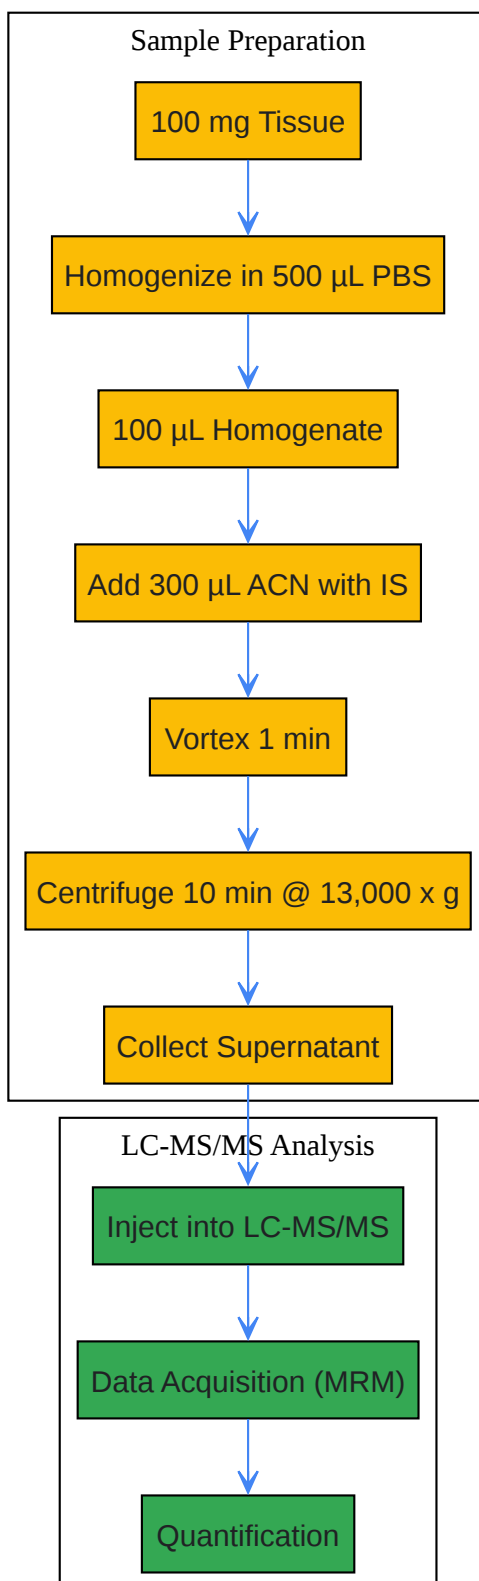 Sample Preparation
100 mg Tissue
Homogenize in 500 µL PBS
100 µL Homogenate
Add 300 µL ACN with IS
Vortex 1 min
Centrifuge 10 min @ 13,000 x g
Collect Supernatant
LC-MS/MS Analysis
Inject into LC-MS/MS
Data Acquisition (MRM)
Quantification